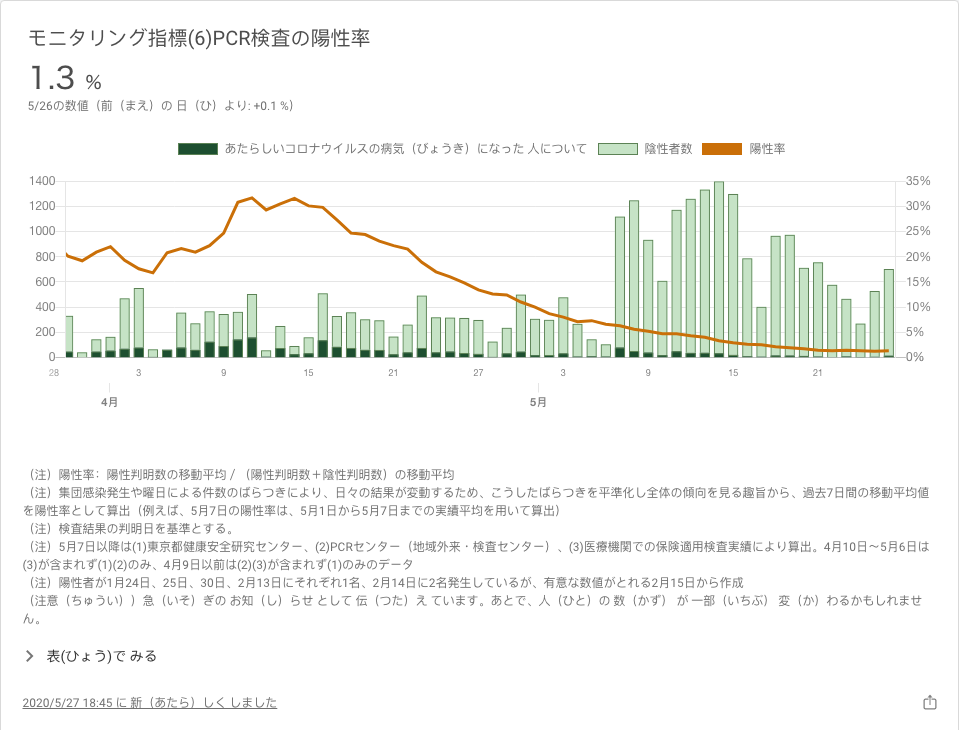 モニタリング指標(6)PCR検査の陽性率
1.3 %
5/26の数値（前（まえ）の 日（ひ）より: +0.1 %）
あたらしいコロナウイルスの病気（びょうき）になった 人について 陰性者数 陽性率
1400 35%
1200 30%
1000 25%
800 20%
600 15%
400 10%
200 5%
0 0%
28 3 9 15 21 27 3 9 15 21
4月 5月
（注）陽性率：陽性判明数の移動平均 / （陽性判明数＋陰性判明数）の移動平均
（注）集団感染発生や曜日による件数のばらつきにより、日々の結果が変動するため、こうしたばらつきを平準化し全体の傾向を見る趣旨から、過去7日間の移動平均値
を陽性率として算出（例えば、5月7日の陽性率は、5月1日から5月7日までの実績平均を用いて算出）
（注）検査結果の判明日を基準とする。
（注）5月7日以降は(1)東京都健康安全研究センター、(2)PCRセンター（地域外来・検査センター）、(3)医療機関での保険適用検査実績により算出。4月10日～5月6日は
(3)が含まれず(1)(2)のみ、4月9日以前は(2)(3)が含まれず(1)のみのデータ
（注）陽性者が1月24日、25日、30日、2月13日にそれぞれ1名、2月14日に2名発生しているが、有意な数値がとれる2月15日から作成
（注意（ちゅうい））急（いそ）ぎの お知（し）らせ として 伝（つた）え ています。あとで、人（ひと）の 数（かず） が 一部（いちぶ） 変（か）わるかもしれませ
ん。
表(ひょう)で みる
2020/5/27 18:45 に 新（あたら）しく しました